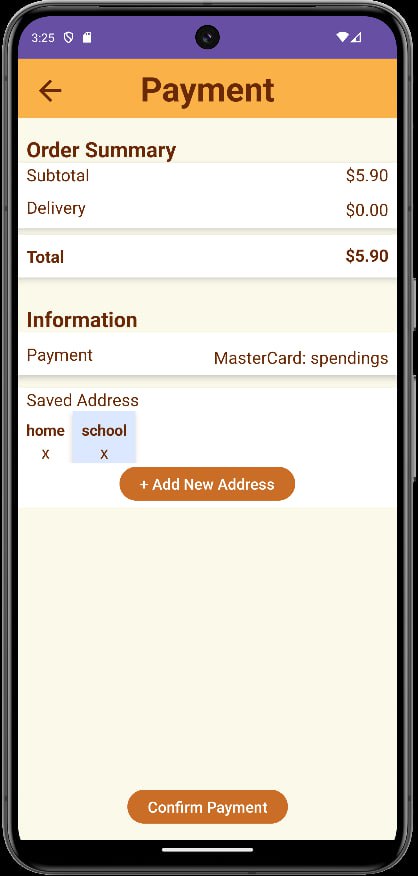 3:25
Payment
Order Summary
Subtotal $5.90
Delivery $0.00
Total $5.90
Information
Payment MasterCard: spendings
Saved Address
home school
x x
+ Add New Address
Confirm Payment